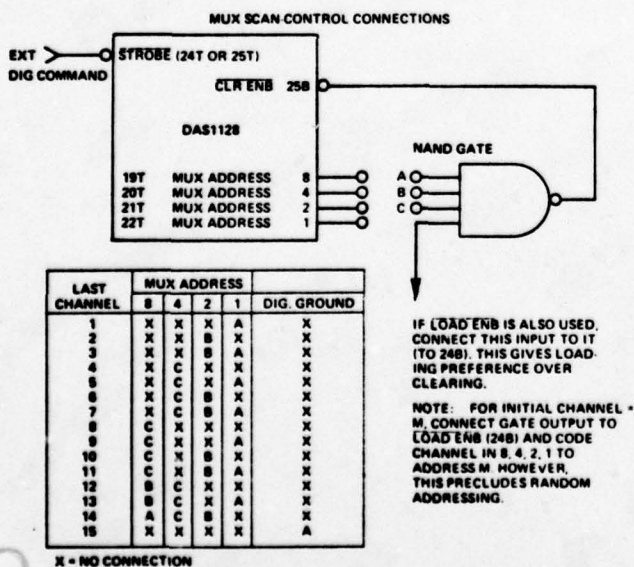 MUX SCAN-CONTROL CONNECTIONS
EXT
DIG COMMAND
STROBE (24T OR 25T)
CLR ENB 25B
DAS1128
19T MUX ADDRESS 8
20T MUX ADDRESS 4
21T MUX ADDRESS 2
22T MUX ADDRESS 1
NAND GATE
A
B
C
LAST CHANNEL MUX ADDRESS
8 4 2 1 DIG. GROUND
1 X X X A X
2 X X B X X
3 X X B A X
4 X C X X X
5 X C X A X
6 X C B X X
7 X C B A X
8 C X X X X
9 C X X A X
10 C X B X X
11 C X B A X
12 B C X X X
13 B C X A X
14 A C B X X
15 X X X X A
X = NO CONNECTION
IF LOAD ENB IS ALSO USED,
CONNECT THIS INPUT TO IT
(TO 24B). THIS GIVES LOAD-
ING PREFERENCE OVER
CLEARING.
NOTE: FOR INITIAL CHANNEL =
M, CONNECT GATE OUTPUT TO
LOAD ENB (24B) AND CODE
CHANNEL IN 8, 4, 2, 1 TO
ADDRESS M. HOWEVER,
THIS PRECLUDES RANDOM
ADDRESSING.